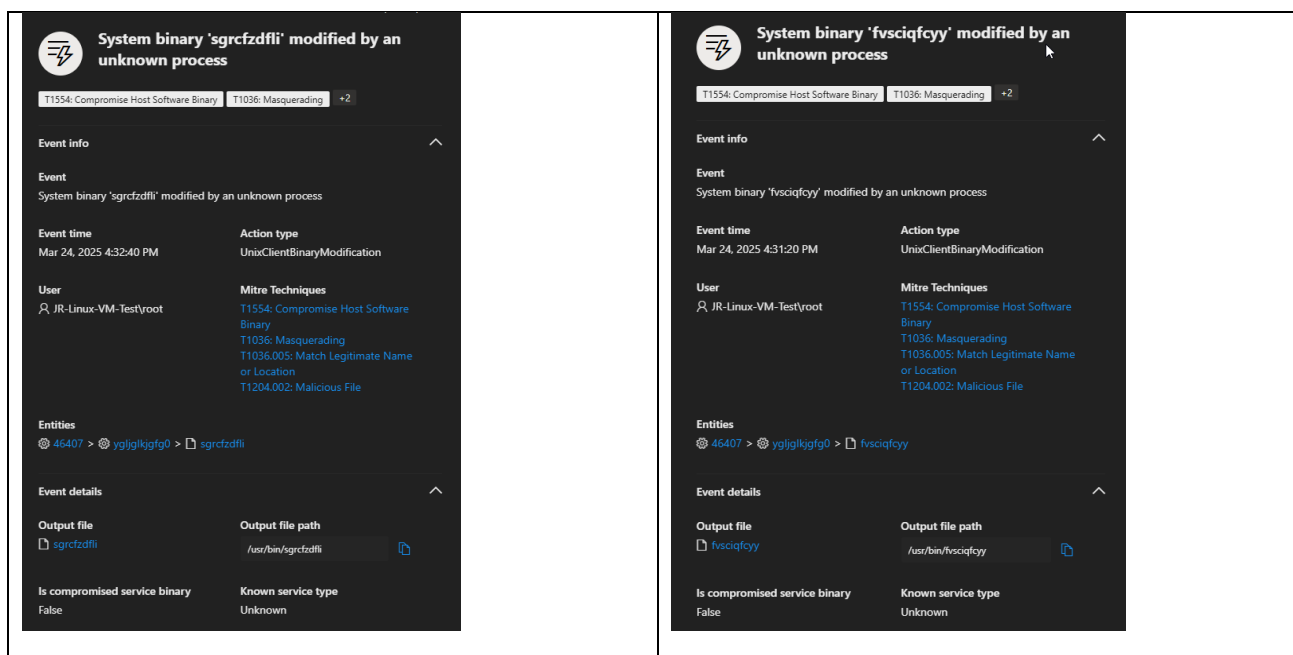 System binary 'sgrcfzdfli' modified by an
unknown process
T1554: Compromise Host Software Binary T1036: Masquerading +2
Event info
Event
System binary 'sgrcfzdfli' modified by an unknown process
Event time Action type
Mar 24, 2025 4:32:40 PM UnixClientBinaryModification
User Mitre Techniques
JR-Linux-VM-Test\root T1554: Compromise Host Software
Binary
T1036: Masquerading
T1036.005: Match Legitimate Name
or Location
T1204.002: Malicious File
Entities
46407 > ygljglkjgfg0 > sgrcfzdfli
Event details
Output file Output file path
sgrcfzdfli /usr/bin/sgrcfzdfli
Is compromised service binary Known service type
False Unknown
System binary 'fvsciqfcyy' modified by an
unknown process
T1554: Compromise Host Software Binary T1036: Masquerading +2
Event info
Event
System binary 'fvsciqfcyy' modified by an unknown process
Event time Action type
Mar 24, 2025 4:31:20 PM UnixClientBinaryModification
User Mitre Techniques
JR-Linux-VM-Test\root T1554: Compromise Host Software
Binary
T1036: Masquerading
T1036.005: Match Legitimate Name
or Location
T1204.002: Malicious File
Entities
46407 > ygljglkjgfg0 > fvsciqfcyy
Event details
Output file Output file path
fvsciqfcyy /usr/bin/fvsciqfcyy
Is compromised service binary Known service type
False Unknown